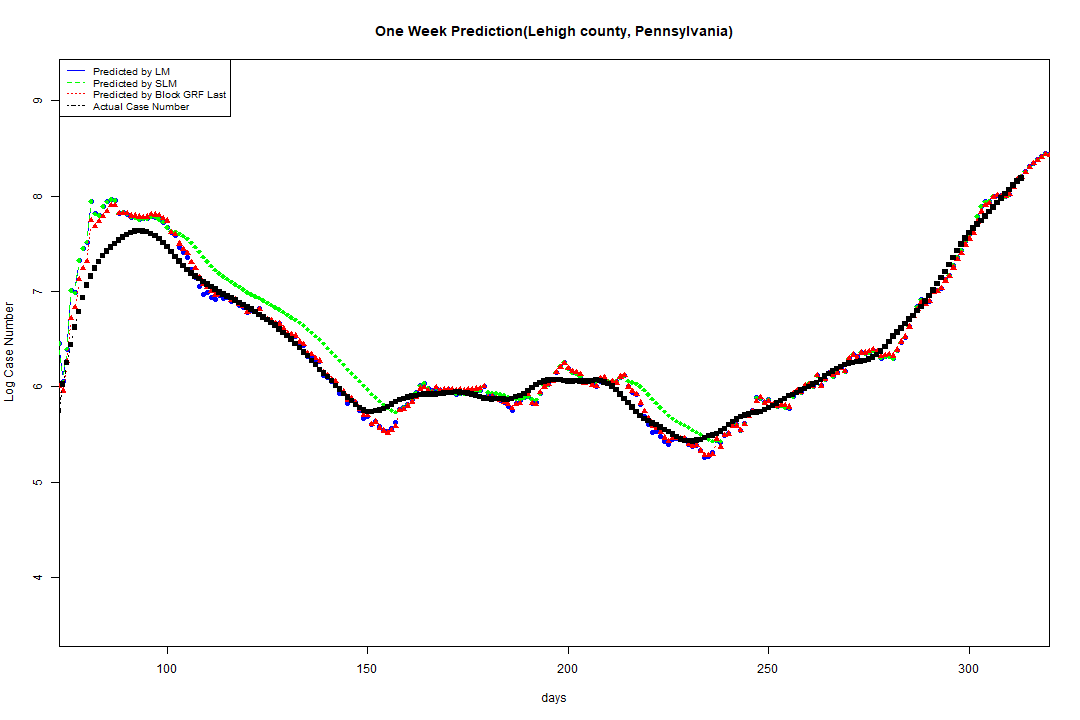 One Week Prediction(Lehigh county, Pennsylvania)
Predicted by LM
Predicted by SLM
Predicted by Block GRF Last
Actual Case Number
9
8
7
6
5
4
Log Case Number
100 150 200 250 300
days